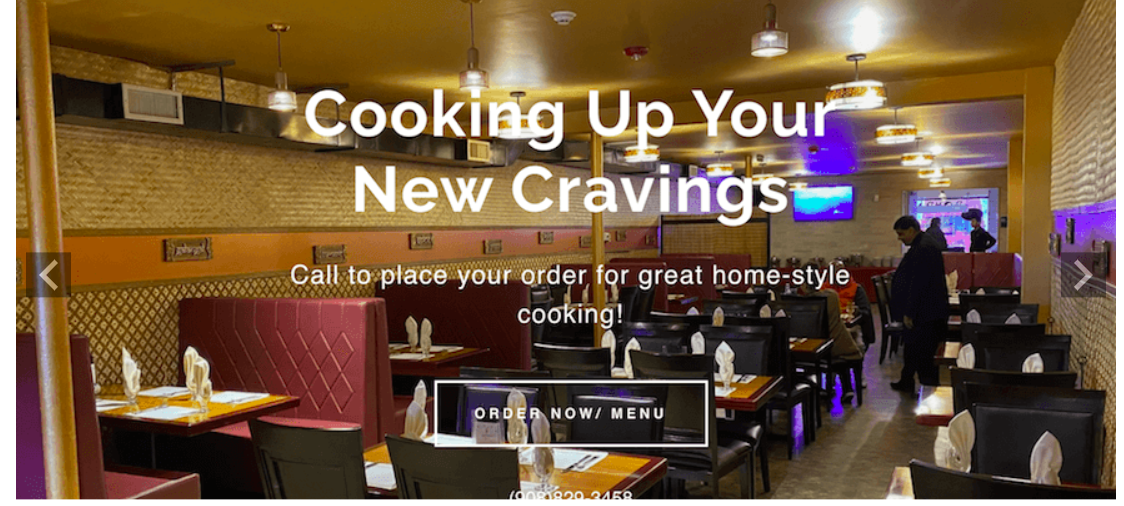 Cooking Up Your
New Cravings
Call to place your order for great home-style
cooking!
ORDER NOW/ MENU
(908)829-3458